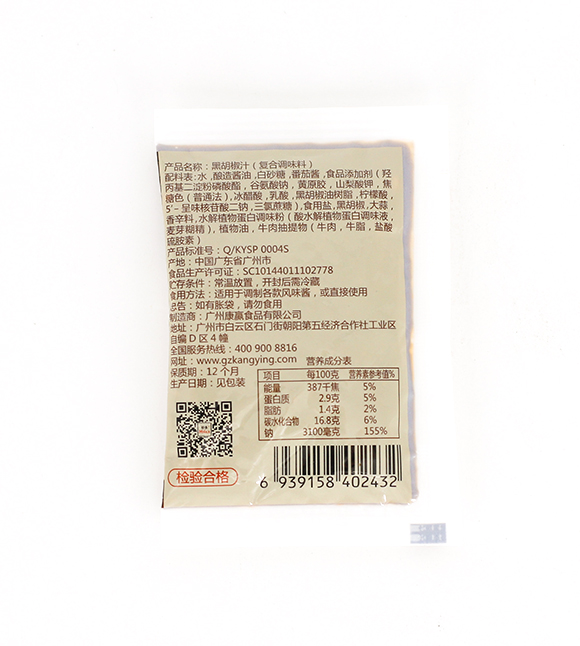 产品名称：黑胡椒汁（复合调味料）
配料表：水，酿造酱油，白砂糖，番茄酱，食品添加剂（羟
丙基二淀粉磷酸酯，谷氨酸钠，黄原胶，山梨酸钾，焦
糖色（普通法），冰醋酸，乳酸，黑胡椒油树脂，柠檬酸，
5'-呈味核苷酸二钠，三氯蔗糖），食用盐，黑胡椒，大蒜，
香辛料，水解植物蛋白调味粉（酸水解植物蛋白调味液，
麦芽糊精），植物油，牛肉抽提物（牛肉，牛脂，盐酸
硫胺素）
产品标准号：Q/KYSP 0004S
产地：中国广东省广州市
食品生产许可证：SC10144011102778
贮存条件：常温放置，开封后需冷藏
食用方法：适用于调制各款风味酱，或直接使用
忠告：如有胀袋，请勿食用
制造商：广州康赢食品有限公司
地址：广州市白云区石门街朝阳第五经济合作社工业区
自编D区4幢
全国服务热线：400 900 8816
网址：www.gzkangying.com
保质期：12个月
生产日期：见包装
营养成分表
项目 每100克 营养素参考值%
能量 387千焦 5%
蛋白质 2.9克 5%
脂肪 1.4克 2%
碳水化合物 16.8克 6%
钠 3100毫克 155%
检验合格
6 939158 402432